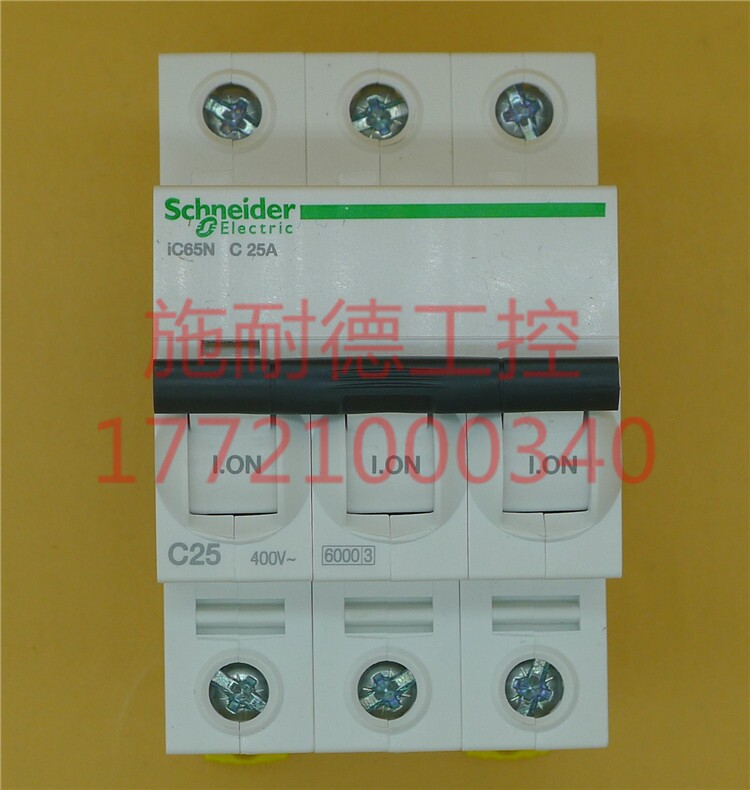 Schneider
Electric
iC65N C 25A
施耐德工控
17721000340
I.ON I.ON I.ON
C25 400V~ 6000 3